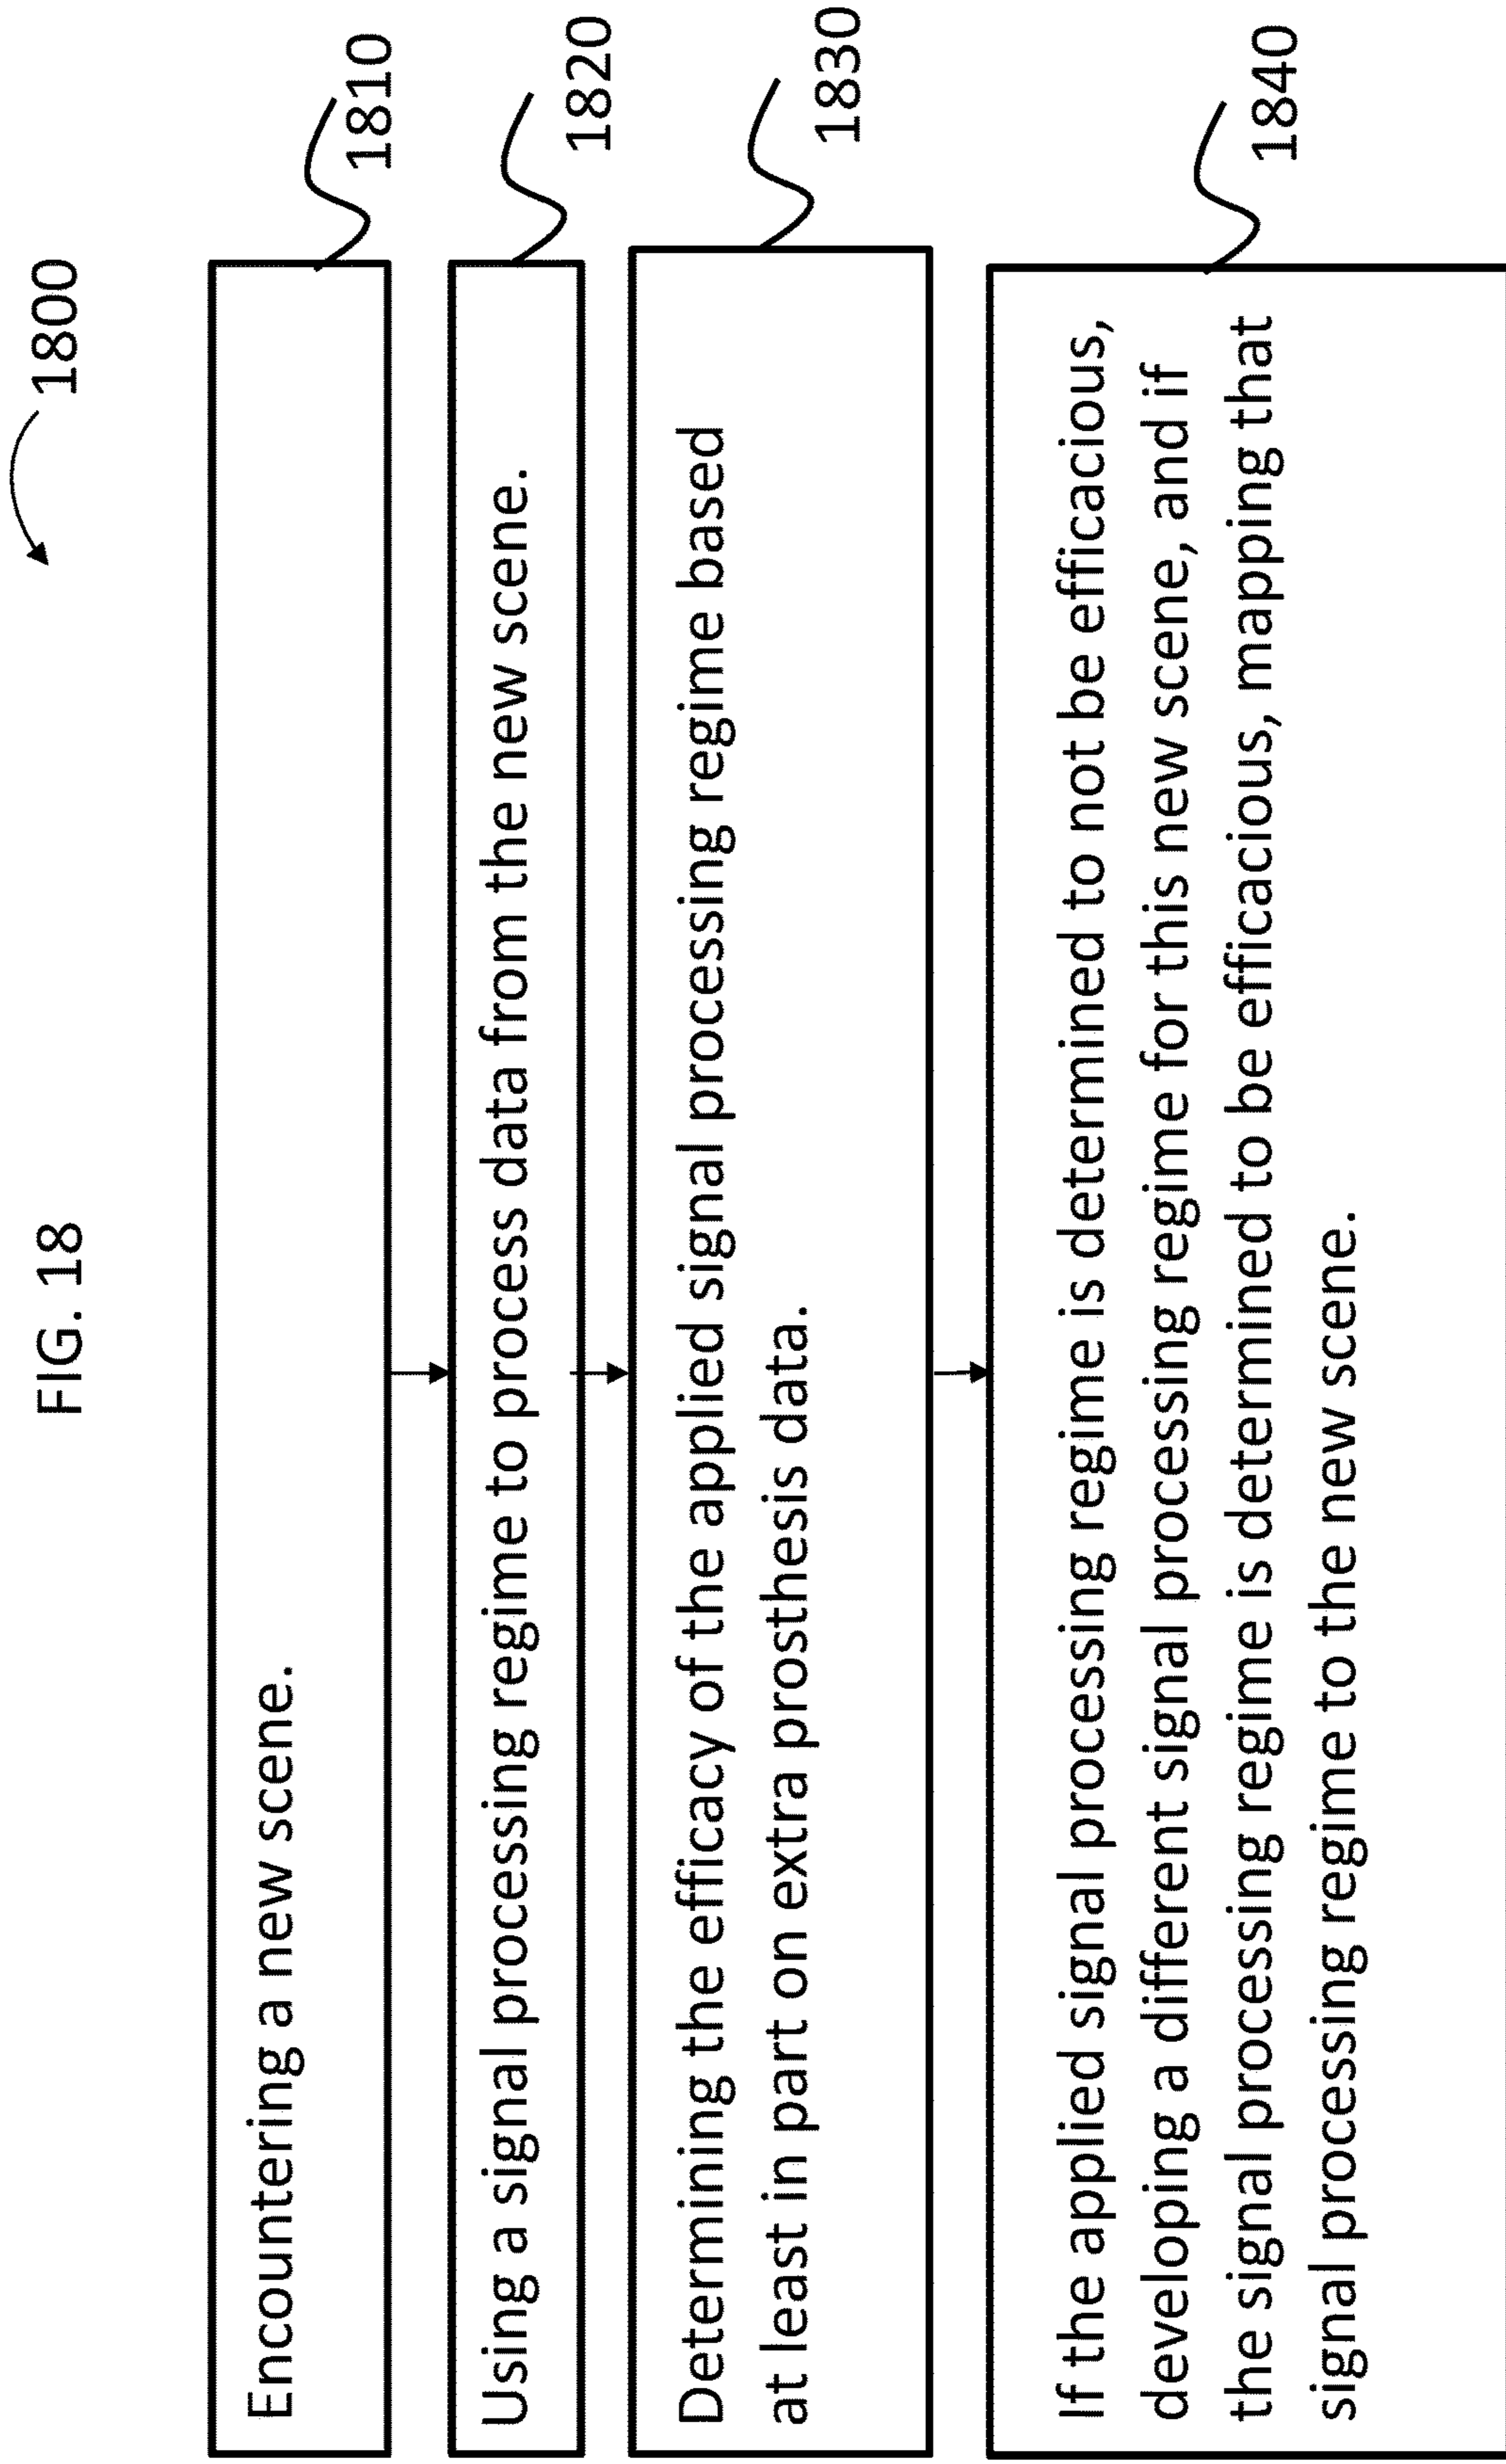 FIG. 18
1800
Encountering a new scene.
1810
Using a signal processing regime to process data from the new scene.
1820
Determining the efficacy of the applied signal processing regime based
at least in part on extra prosthesis data.
1830
If the applied signal processing regime is determined to not be efficacious,
developing a different signal processing regime for this new scene, and if
the signal processing regime is determined to be efficacious, mapping that
signal processing regime to the new scene.
1840